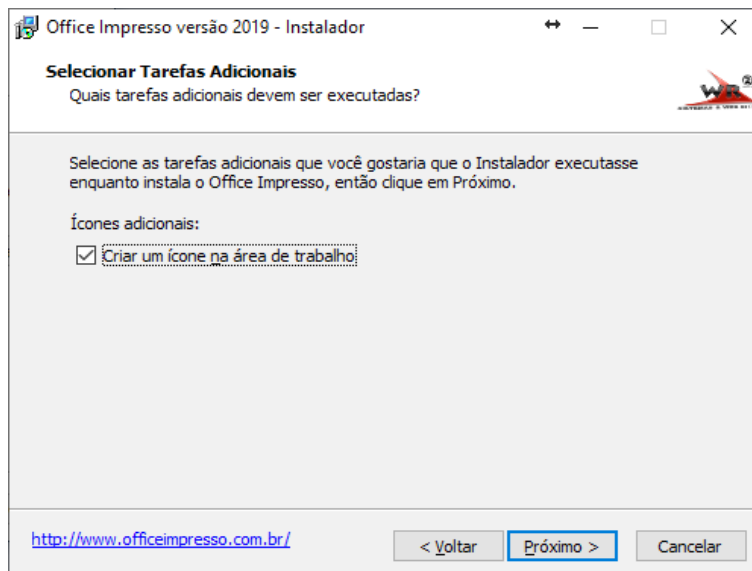 Office Impresso versão 2019 - Instalador
Selecionar Tarefas Adicionais
Quais tarefas adicionais devem ser executadas?
WR2
Selecione as tarefas adicionais que você gostaria que o Instalador executasse
enquanto instala o Office Impresso, então clique em Próximo.
Ícones adicionais:
Criar um ícone na área de trabalho
http://www.officeimpresso.com.br/
< Voltar
Próximo >
Cancelar